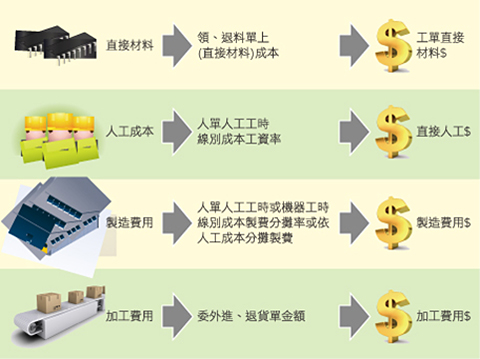 直接材料
領、退料單上
(直接材料)成本
工單直接
材料$
人工成本
人單人工工時
線別成本工資率
直接人工$
製造費用
人單人工工時或機器工時
線別成本製費分攤率或依
人工成本分攤製費
製造費用$
加工費用
委外進、退貨單金額
加工費用$